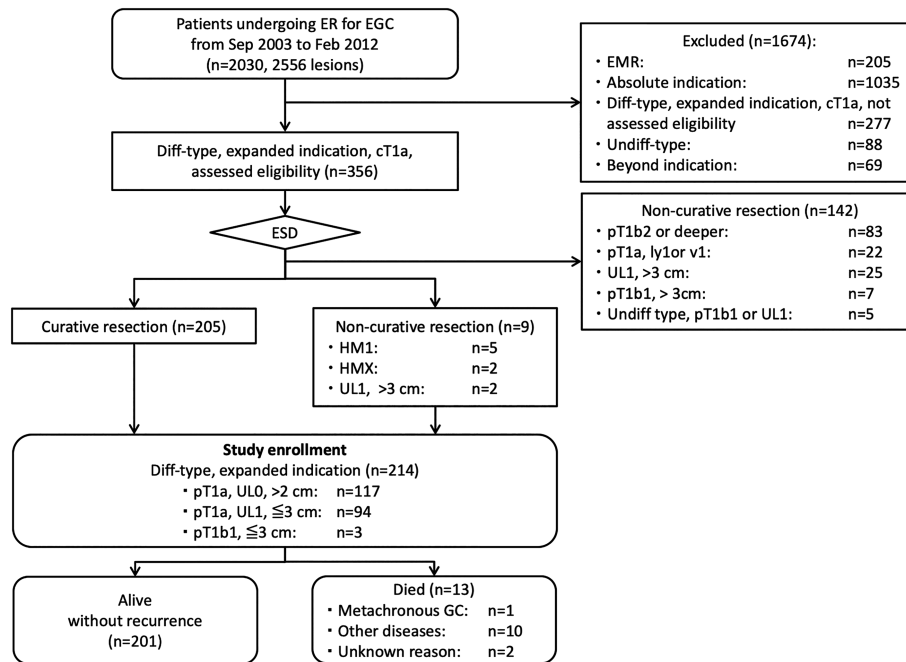 Patients undergoing ER for EGC
from Sep 2003 to Feb 2012
(n=2030, 2556 lesions)
Excluded (n=1674):
・EMR: n=205
・Absolute indication: n=1035
・Diff-type, expanded indication, cT1a, not
assessed eligibility n=277
・Undiff-type: n=88
・Beyond indication: n=69
Diff-type, expanded indication, cT1a,
assessed eligibility (n=356)
ESD
Non-curative resection (n=142)
・pT1b2 or deeper: n=83
・pT1a, ly1or v1: n=22
・UL1, >3 cm: n=25
・pT1b1, > 3cm: n=7
・Undiff type, pT1b1 or UL1: n=5
Curative resection (n=205)
Non-curative resection (n=9)
・HM1: n=5
・HMX: n=2
・UL1, >3 cm: n=2
Study enrollment
Diff-type, expanded indication (n=214)
・pT1a, UL0, >2 cm: n=117
・pT1a, UL1, ≦3 cm: n=94
・pT1b1, ≦3 cm: n=3
Alive
without recurrence
(n=201)
Died (n=13)
・Metachronous GC: n=1
・Other diseases: n=10
・Unknown reason: n=2